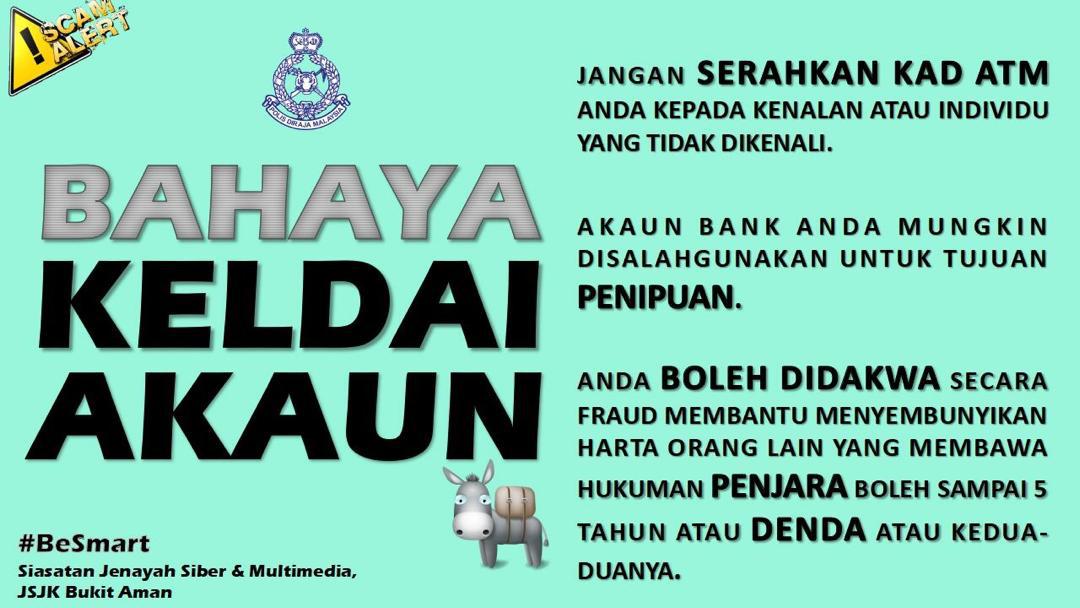 SCAM
ALERT
POLIS DIRAJA MALAYSIA
BAHAYA
KELDAI
AKAUN
#BeSmart
Siasatan Jenayah Siber & Multimedia,
JSJK Bukit Aman
JANGAN SERAHKAN KAD ATM
ANDA KEPADA KENALAN ATAU INDIVIDU
YANG TIDAK DIKENALI.
AKAUN BANK ANDA MUNGKIN
DISALAHGUNAKAN UNTUK TUJUAN
PENIPUAN.
ANDA BOLEH DIDAKWA SECARA
FRAUD MEMBANTU MENYEMBUNYIKAN
HARTA ORANG LAIN YANG MEMBAWA
HUKUMAN PENJARA BOLEH SAMPAI 5
TAHUN ATAU DENDA ATAU KEDUA-
DUANYA.